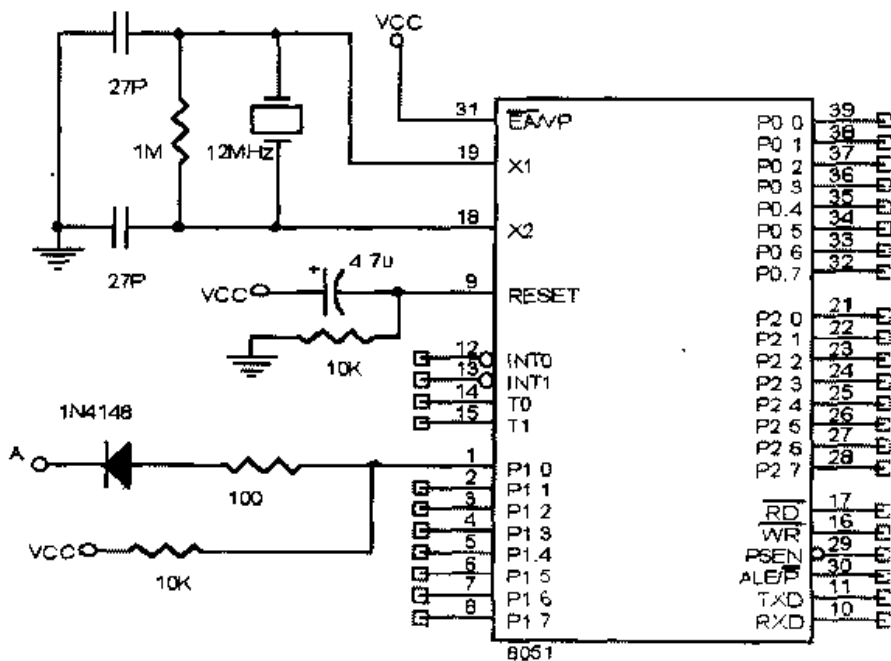 VCC
27P
1M
12MHz
27P
31
EA/VP
19
X1
18
X2
4.7u
VCC
9
RESET
10K
12
INT0
13
INT1
14
T0
15
T1
1N4148
A
100
1
P1 0
2
P1 1
3
P1 2
4
P1 3
5
P1.4
6
P1 5
7
P1 6
8
P1 7
VCC
10K
P0 0
39
P0 1
38
P0 2
37
P0 3
36
P0.4
35
P0 5
34
P0 6
33
P0.7
32
P2 0
21
P2 1
22
P2 2
23
P2 3
24
P2 4
25
P2 5
26
P2 6
27
P2 7
28
RD
17
WR
16
PSEN
29
ALE/P
30
TXD
11
RXD
10
8051